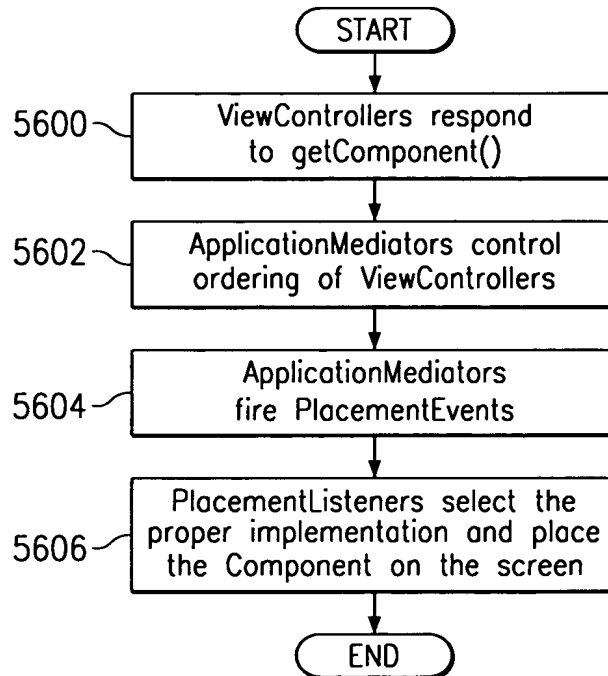 START
5600
ViewControllers respond
to getComponent()
5602
ApplicationMediators control
ordering of ViewControllers
5604
ApplicationMediators
fire PlacementEvents
5606
PlacementListeners select the
proper implementation and place
the Component on the screen
END